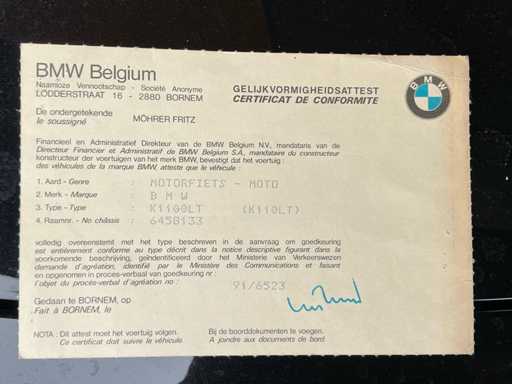 BMW Belgium
Naamloze Vennootschap - Société Anonyme
LODDERSTRAAT 16 - 2880 BORNEM
GELIJKVORMIGHEIDSATTEST
CERTIFICAT DE CONFORMITE
BMW
De ondergetekende
le soussigné
MÖHRER FRITZ
Financieel en Administratief Direkteur van de BMW Belgium N.V., mandataris van de
Directeur Financier et Administratif de BMW Belgium S.A., mandataire du constructeur
constructeur der voertuigen van het merk BMW, bevestigt dat het voertuig :
des véhicules de la marque BMW, atteste que le véhicule :
1. Aard - Genre : MOTORFIETS - MOTO
2. Merk - Marque : B M W
3. Type - Type : K1100LT (K110LT)
4. Raamnr. - No châssis : 6458133
volledig overeenstemt met het type beschreven in de aanvraag om goedkeuring
est entièrement conforme au type décrit dans la notice descriptive figurant dans la
voorkomende beschrijving, geïdentificeerd door het Ministerie van Verkeerswezen
demande d'agréation, identifié par le Ministère des Communications et faisant
en opgenomen in proces-verbaal van goedkeuring nr :
l'objet du procès-verbal d'agréation no : 91/6523
Gedaan te BORNEM, op
Fait à BORNEM, le
NOTA : Dit attest moet het voertuig volgen.
Ce certificat doit suivre le véhicule.
Bij de boorddokumenten te voegen.
A joindre aux documents de bord.